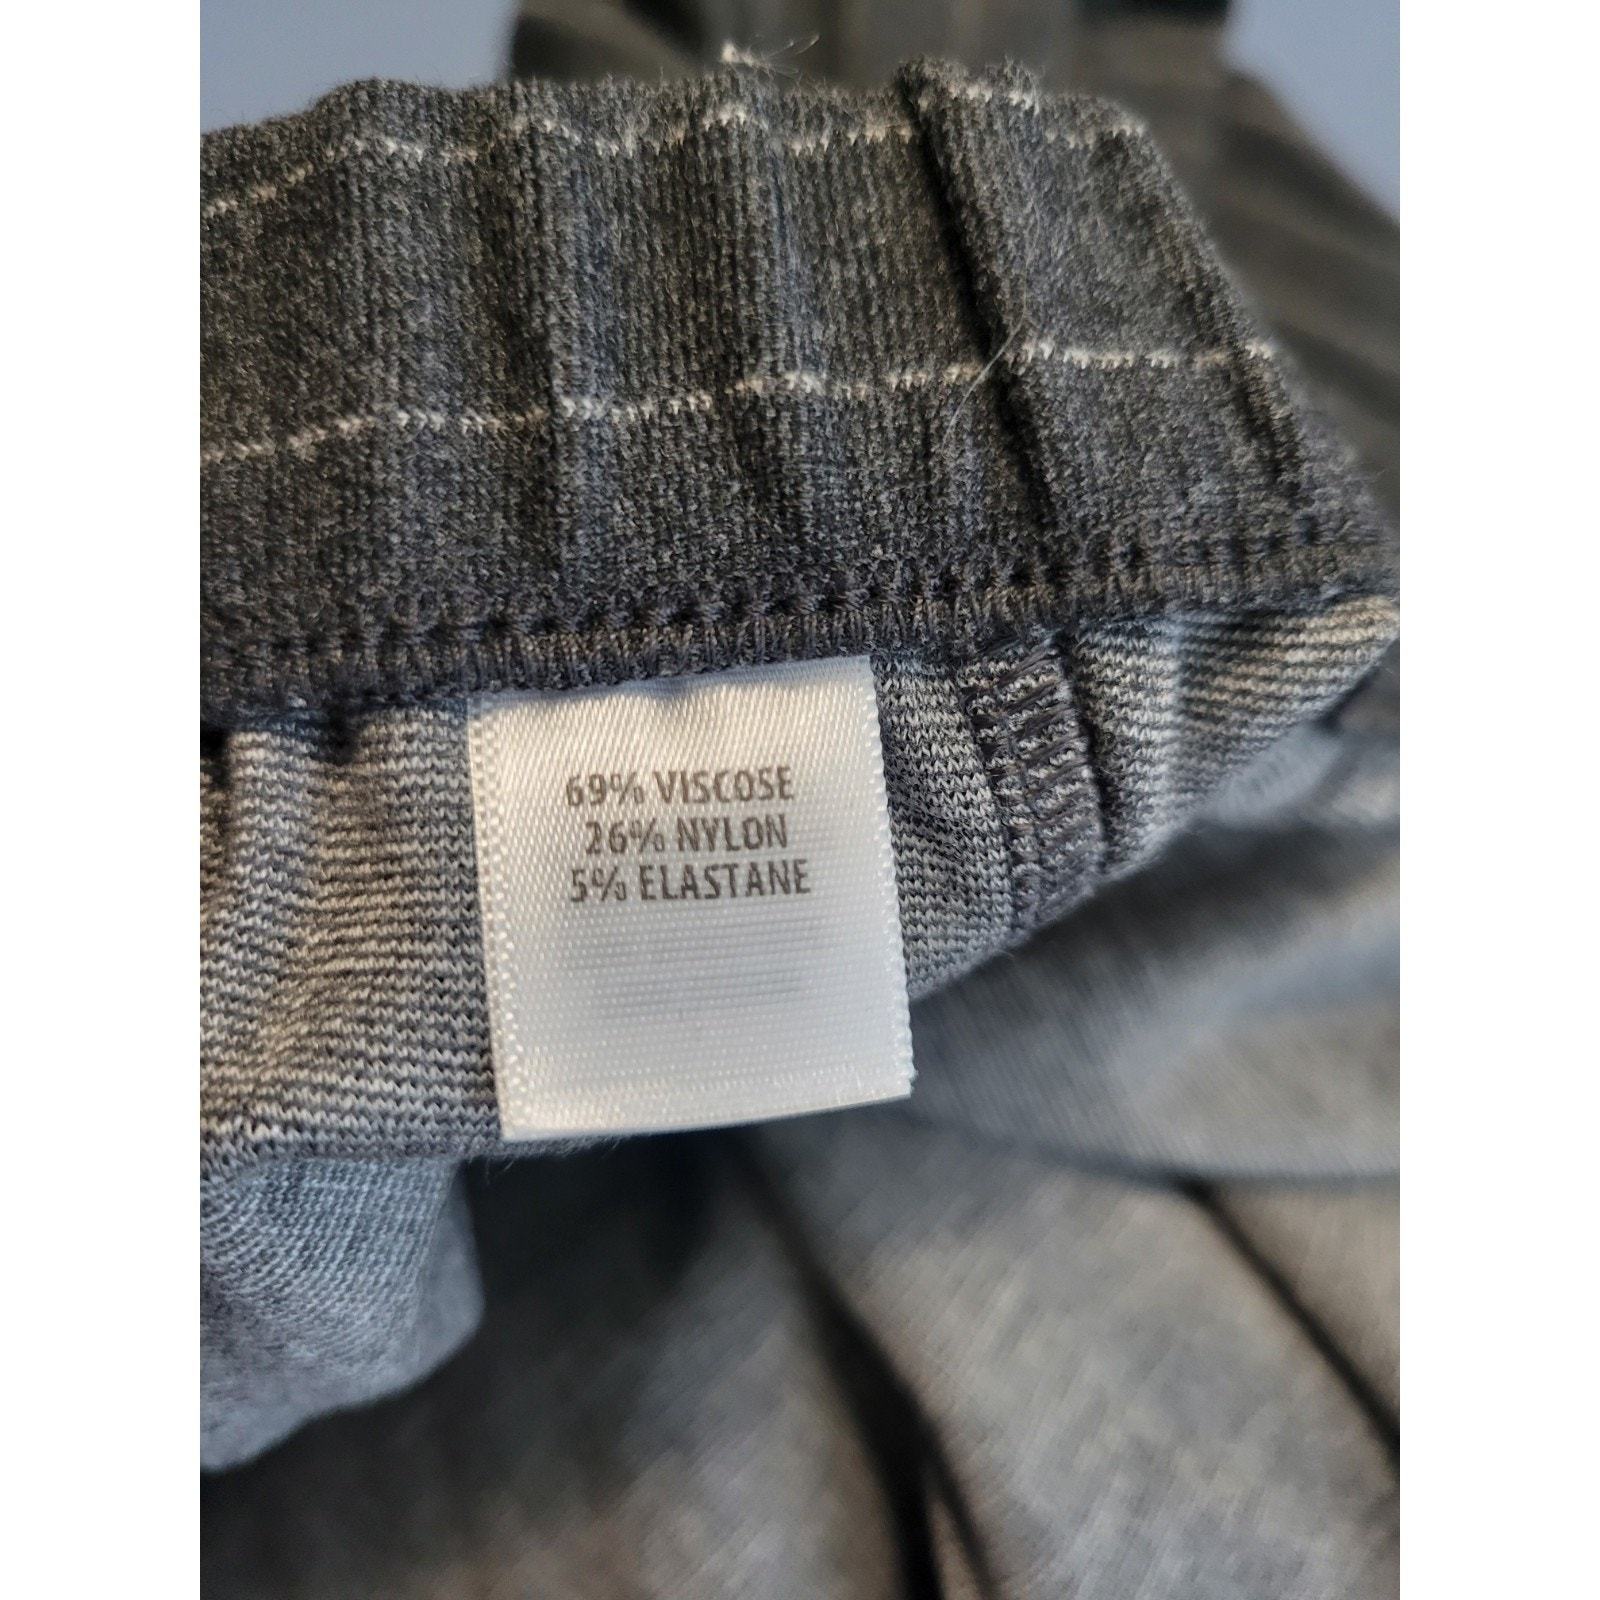 69% VISCOSE
26% NYLON
5% ELASTANE